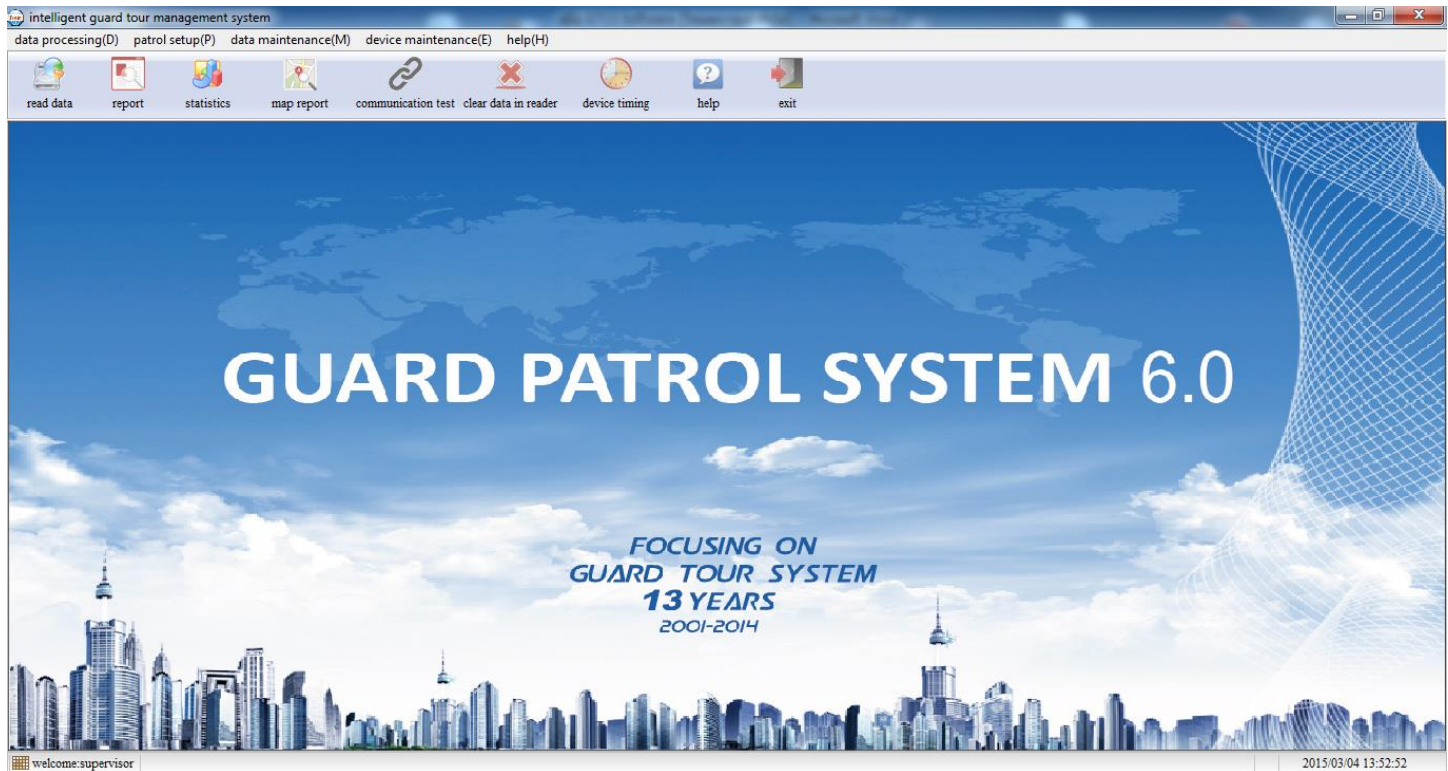 intelligent guard tour management system
data processing(D) patrol setup(P) data maintenance(M) device maintenance(E) help(H)
read data report statistics map report communication test clear data in reader device timing help exit
GUARD PATROL SYSTEM 6.0
FOCUSING ON
GUARD TOUR SYSTEM
13 YEARS
2001-2014
welcome:supervisor 2015/03/04 13:52:52